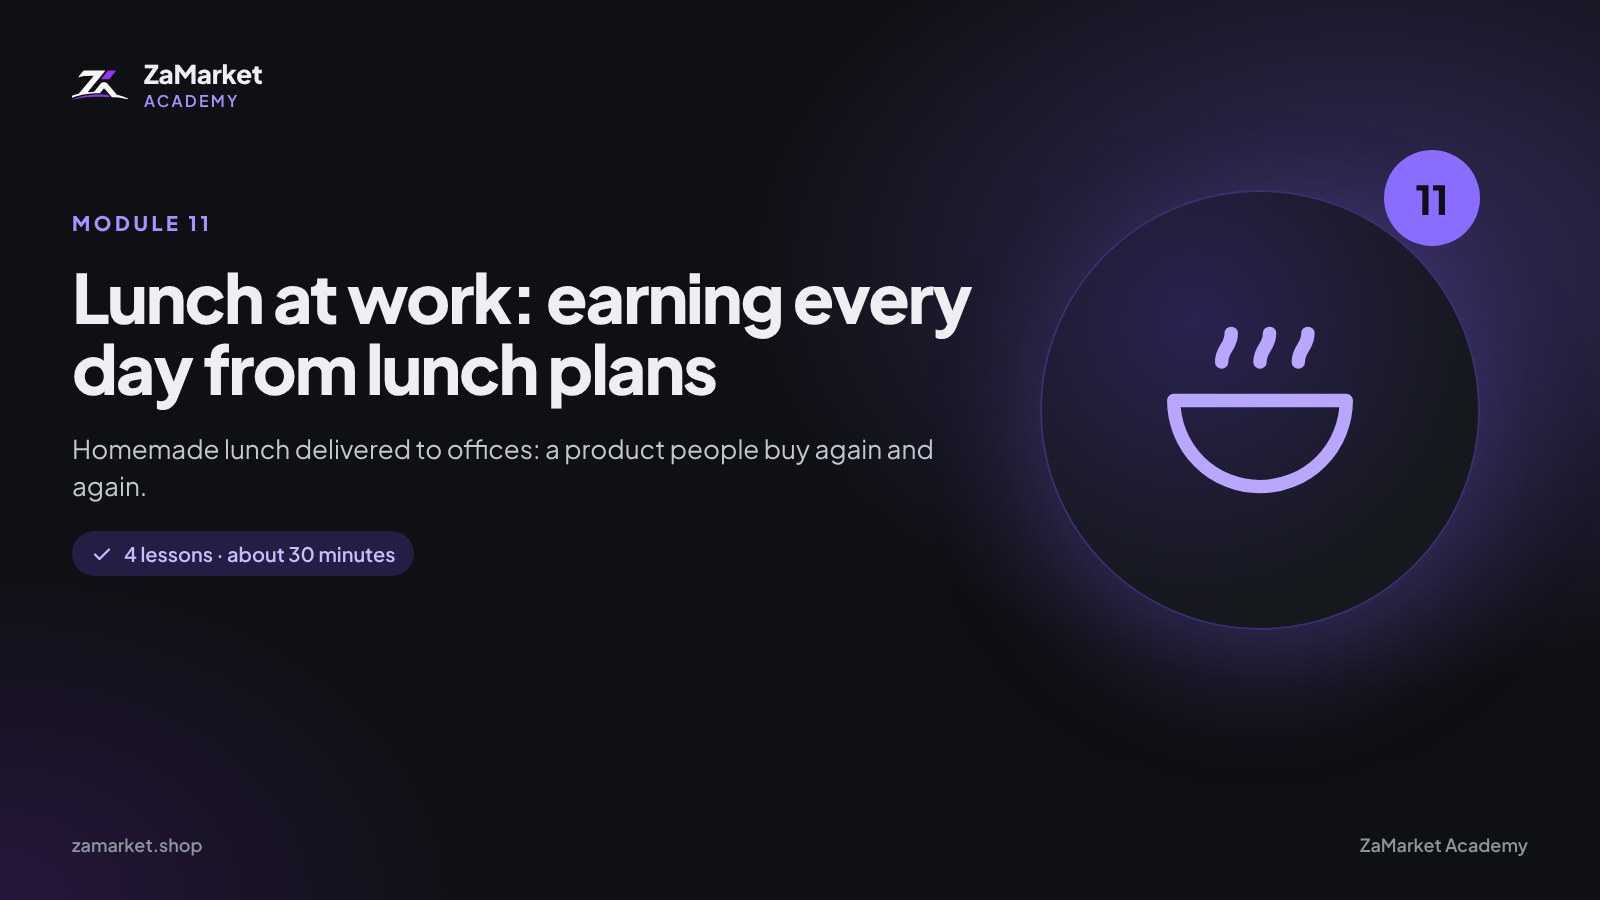 ZaMarket
ACADEMY
11
MODULE 11
Lunch at work: earning every
day from lunch plans
Homemade lunch delivered to offices: a product people buy again and
again.
4 lessons · about 30 minutes
zamarket.shop
ZaMarket Academy